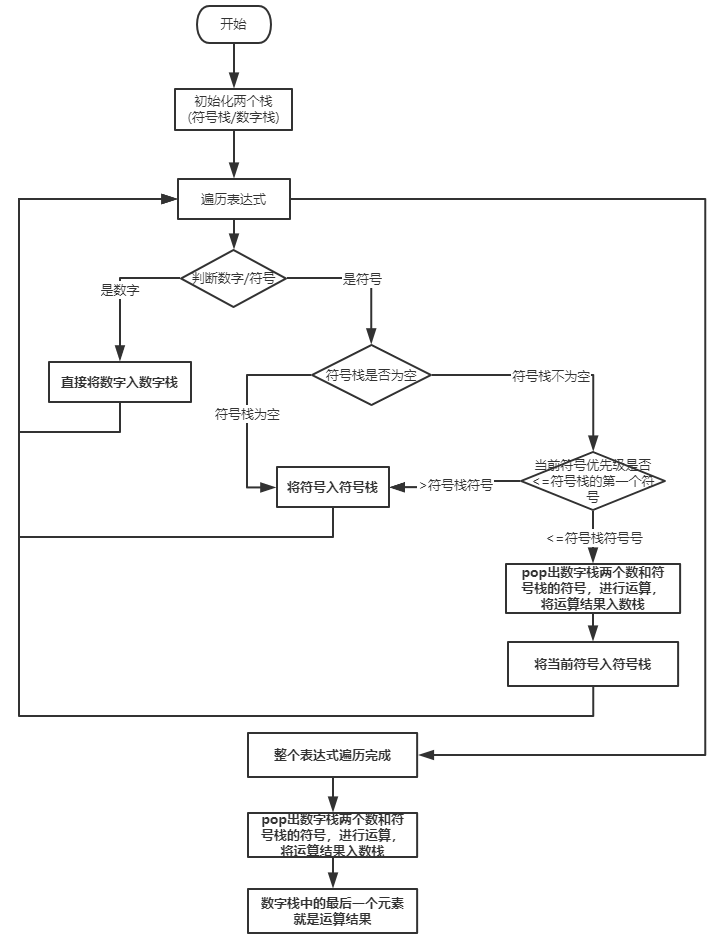 开始
初始化两个栈
(符号栈/数字栈)
遍历表达式
判断数字/符号
是数字
是符号
直接将数字入数字栈
符号栈是否为空
符号栈为空
符号栈不为空
当前符号优先级是否
<=符号栈的第一个符
号
将符号入符号栈
>符号栈符号
<=符号栈符号号
pop出数字栈两个数和符
号栈的符号，进行运算，
将运算结果入数栈
将当前符号入符号栈
整个表达式遍历完成
pop出数字栈两个数和符
号栈的符号，进行运算，
将运算结果入数栈
数字栈中的最后一个元素
就是运算结果